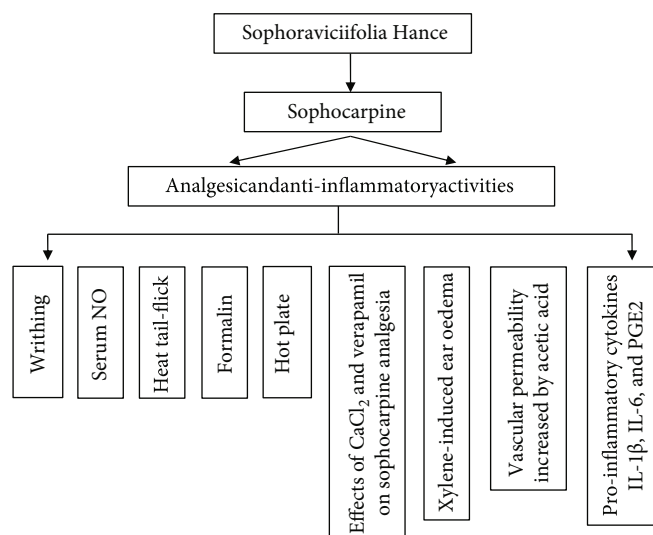 Sophoraviciifolia Hance
Sophocarpine
Analgesicandanti-inflammatoryactivities
Writhing
Serum NO
Heat tail-flick
Formalin
Hot plate
Effects of CaCl₂ and verapamil
on sophocarpine analgesia
Xylene-induced ear oedema
Vascular permeability
increased by acetic acid
Pro-inflammatory cytokines
IL-1β, IL-6, and PGE2